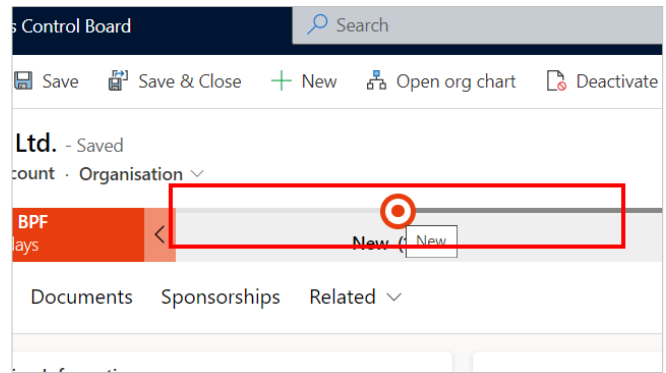 s Control Board
Search
Save Save & Close New Open org chart Deactivate
Ltd. - Saved
count · Organisation
BPF
days
New (
New
Documents Sponsorships Related